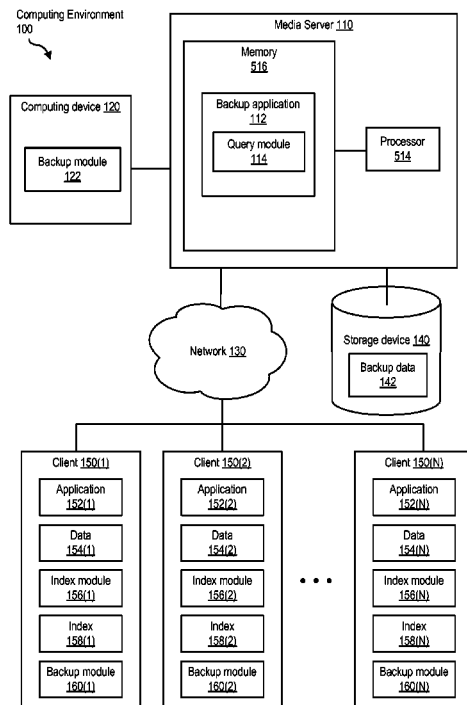 Computing Environment
100
Media Server 110
Memory
516
Computing device 120
Backup application
112
Query module
114
Backup module
122
Processor
514
Network 130
Storage device 140
Backup data
142
Client 150(1)
Application
152(1)
Data
154(1)
Index module
156(1)
Index
158(1)
Backup module
160(1)
Client 150(2)
Application
152(2)
Data
154(2)
Index module
156(2)
Index
158(2)
Backup module
160(2)
Client 150(N)
Application
152(N)
Data
154(N)
Index module
156(N)
Index
158(N)
Backup module
160(N)